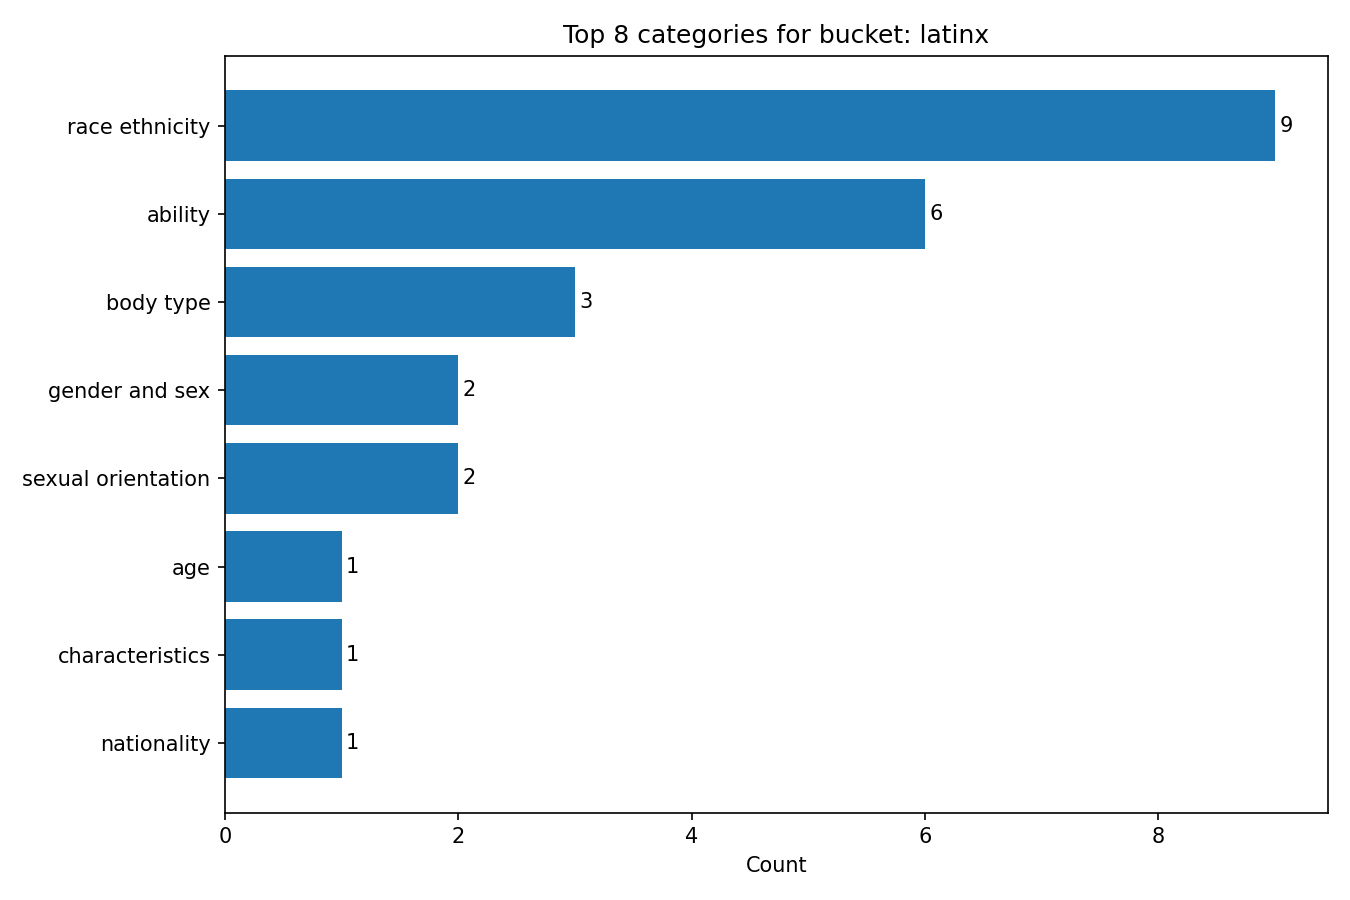 Top 8 categories for bucket: latinx
race ethnicity 9
ability 6
body type 3
gender and sex 2
sexual orientation 2
age 1
characteristics 1
nationality 1
0 2 4 6 8
Count